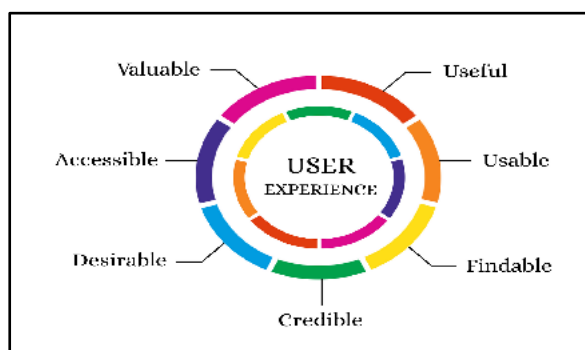 Valuable
Useful
Accessible
USER
EXPERIENCE
Usable
Desirable
Findable
Credible